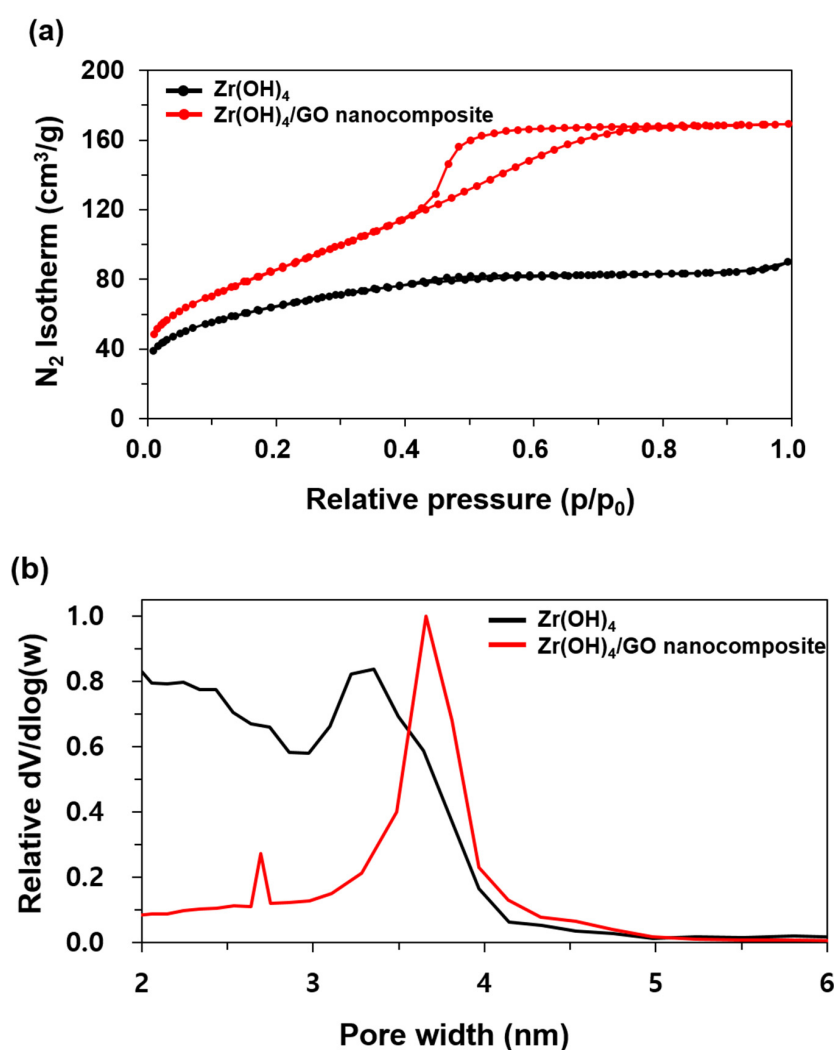 (a)
200
160
120
80
40
0
N₂ Isotherm (cm³/g)
Zr(OH)₄
Zr(OH)₄/GO nanocomposite
0.0 0.2 0.4 0.6 0.8 1.0
Relative pressure (p/p₀)
(b)
1.0
0.8
0.6
0.4
0.2
0.0
Relative dV/dlog(w)
Zr(OH)₄
Zr(OH)₄/GO nanocomposite
2 3 4 5 6
Pore width (nm)